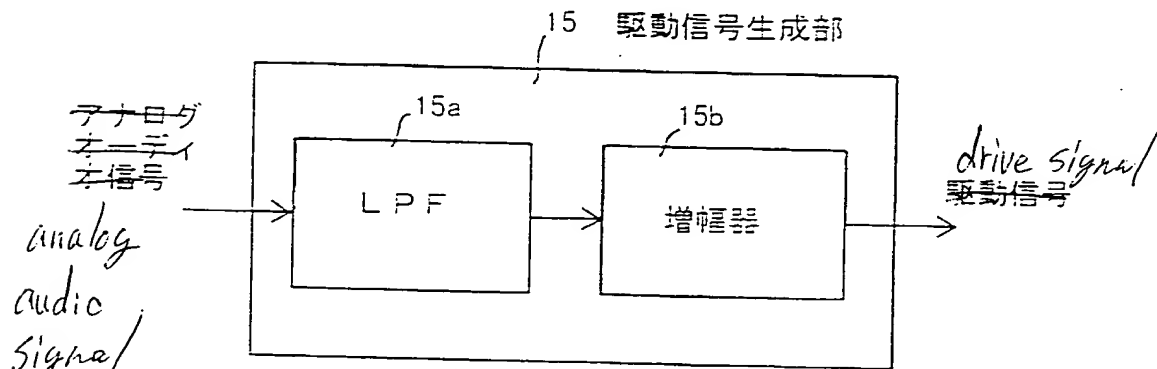 15 駆動信号生成部
アナログ
オーディ
オ信号
analog
audio
signal
15a
LPF
15b
増幅器
drive signal
駆動信号